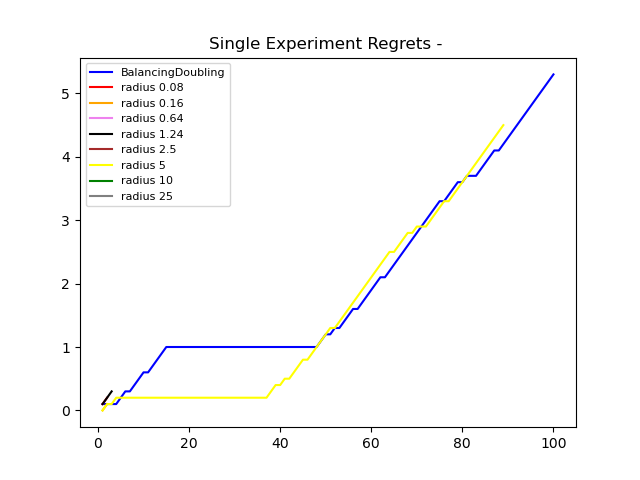 Single Experiment Regrets -
BalancingDoubling
radius 0.08
radius 0.16
radius 0.64
radius 1.24
radius 2.5
radius 5
radius 10
radius 25
5
4
3
2
1
0
0 20 40 60 80 100